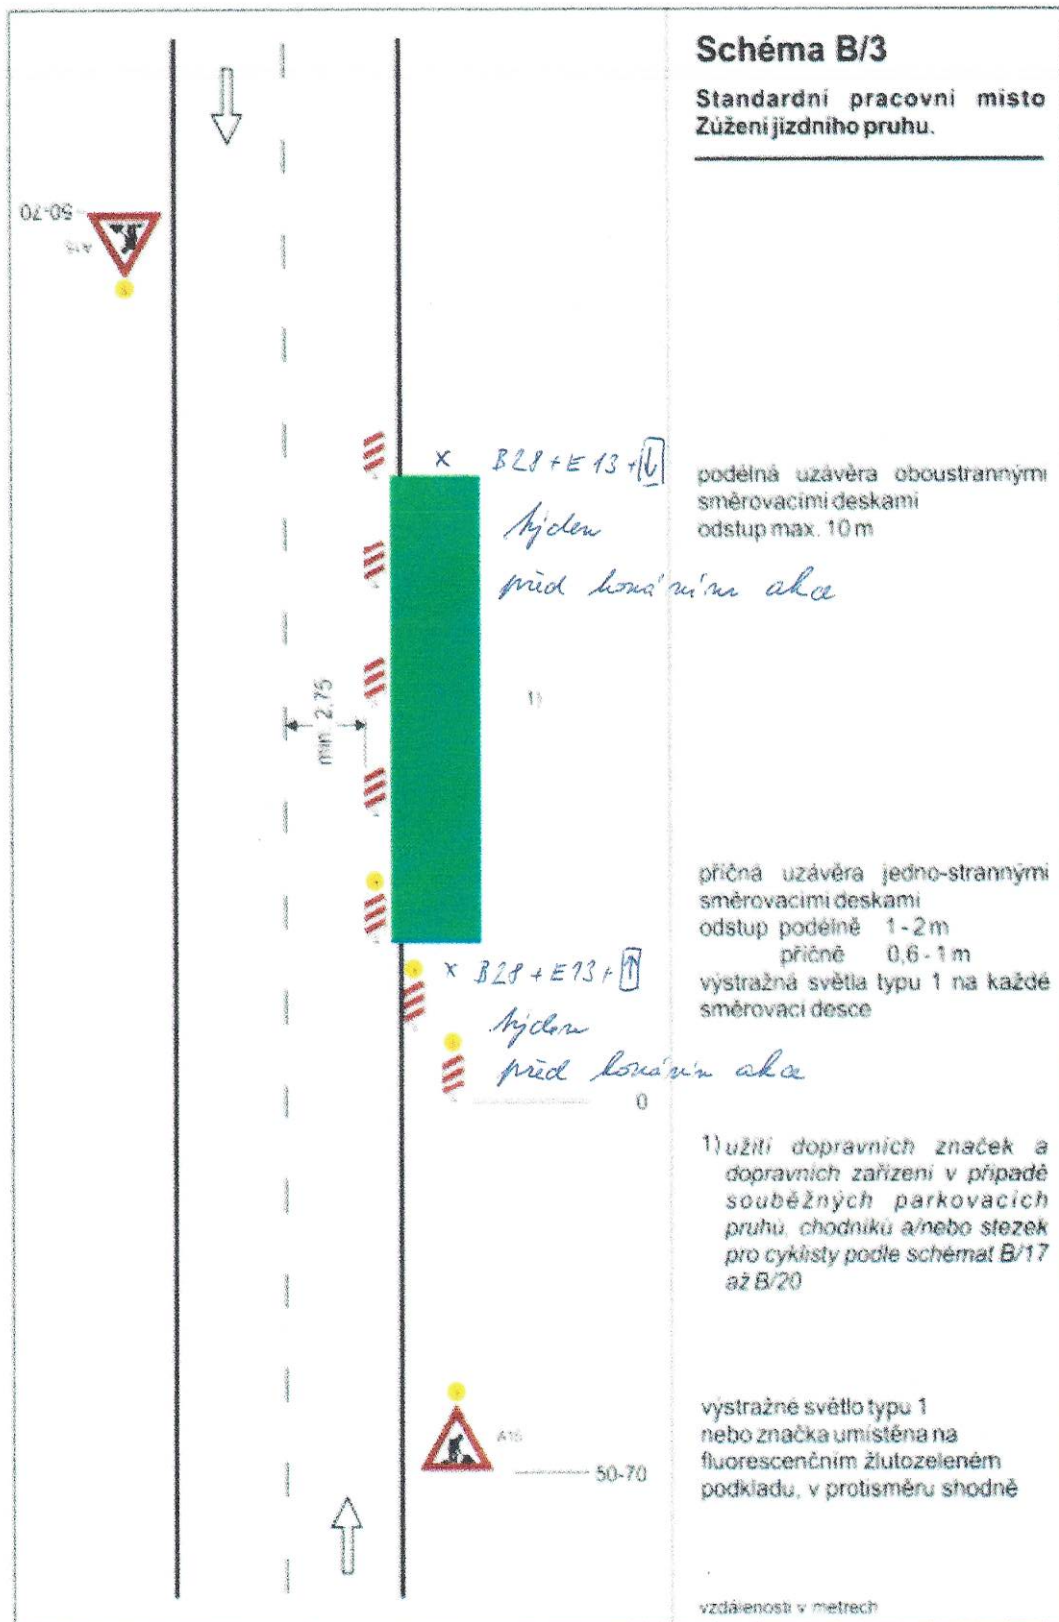 Schéma B/3
Standardní pracovní místo
Zúžení jízdního pruhu.
50-70
A15
x B28 + E13 + ↓
týden
před konáním akce
podélná uzávěra oboustrannými
směrovacími deskami
odstup max. 10 m
min. 2,75
1)
příčná uzávěra jedno-strannými
směrovacími deskami
odstup podélně 1 - 2 m
příčně 0,6 - 1 m
výstražná světla typu 1 na každé
směrovací desce
x B28 + E13 + ↑
týden
před konáním akce
0
1) užití dopravních značek a
dopravních zařízení v případě
souběžných parkovacích
pruhů, chodníků a/nebo stezek
pro cyklisty podle schémat B/17
až B/20
A15
50-70
výstražné světlo typu 1
nebo značka umístěna na
fluorescenčním žlutozeleném
podkladu, v protisměru shodně
vzdálenosti v metrech